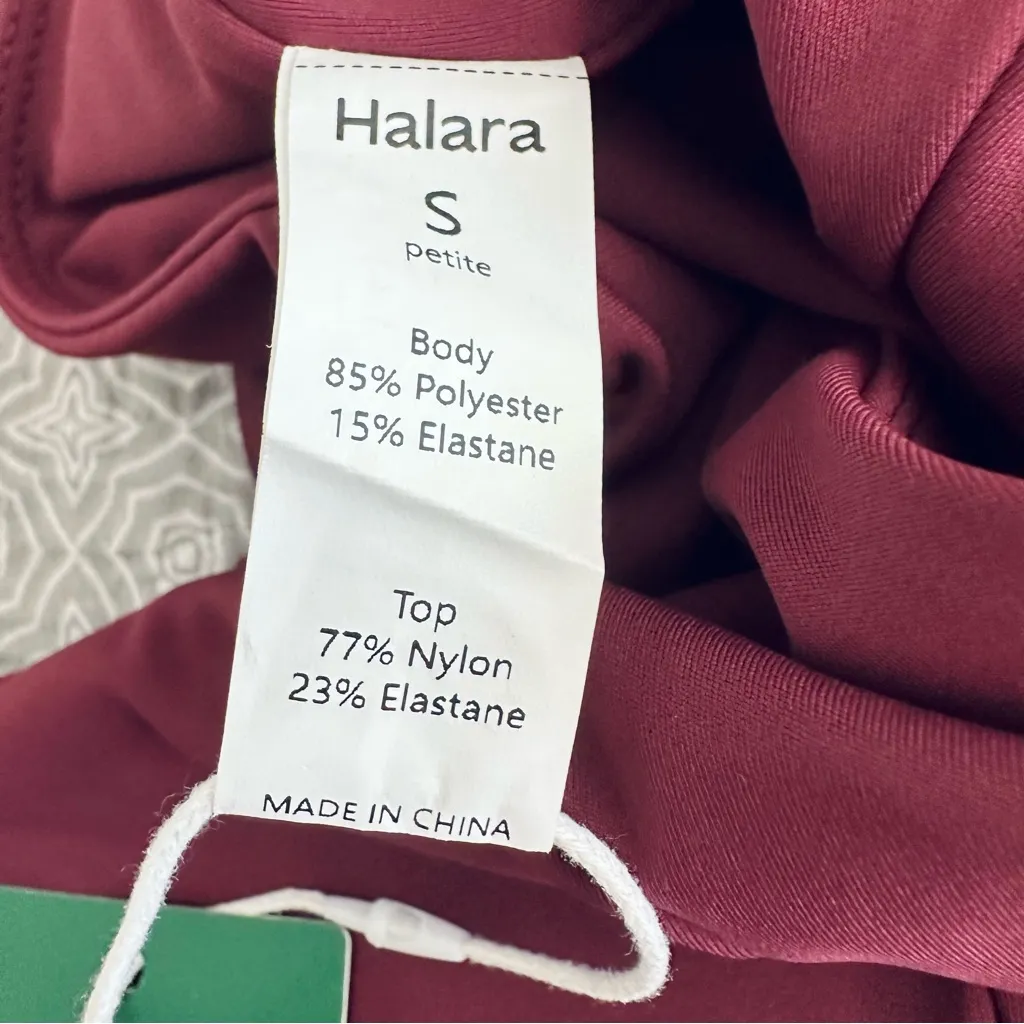 Halara
S
petite
Body
85% Polyester
15% Elastane
Top
77% Nylon
23% Elastane
MADE IN CHINA